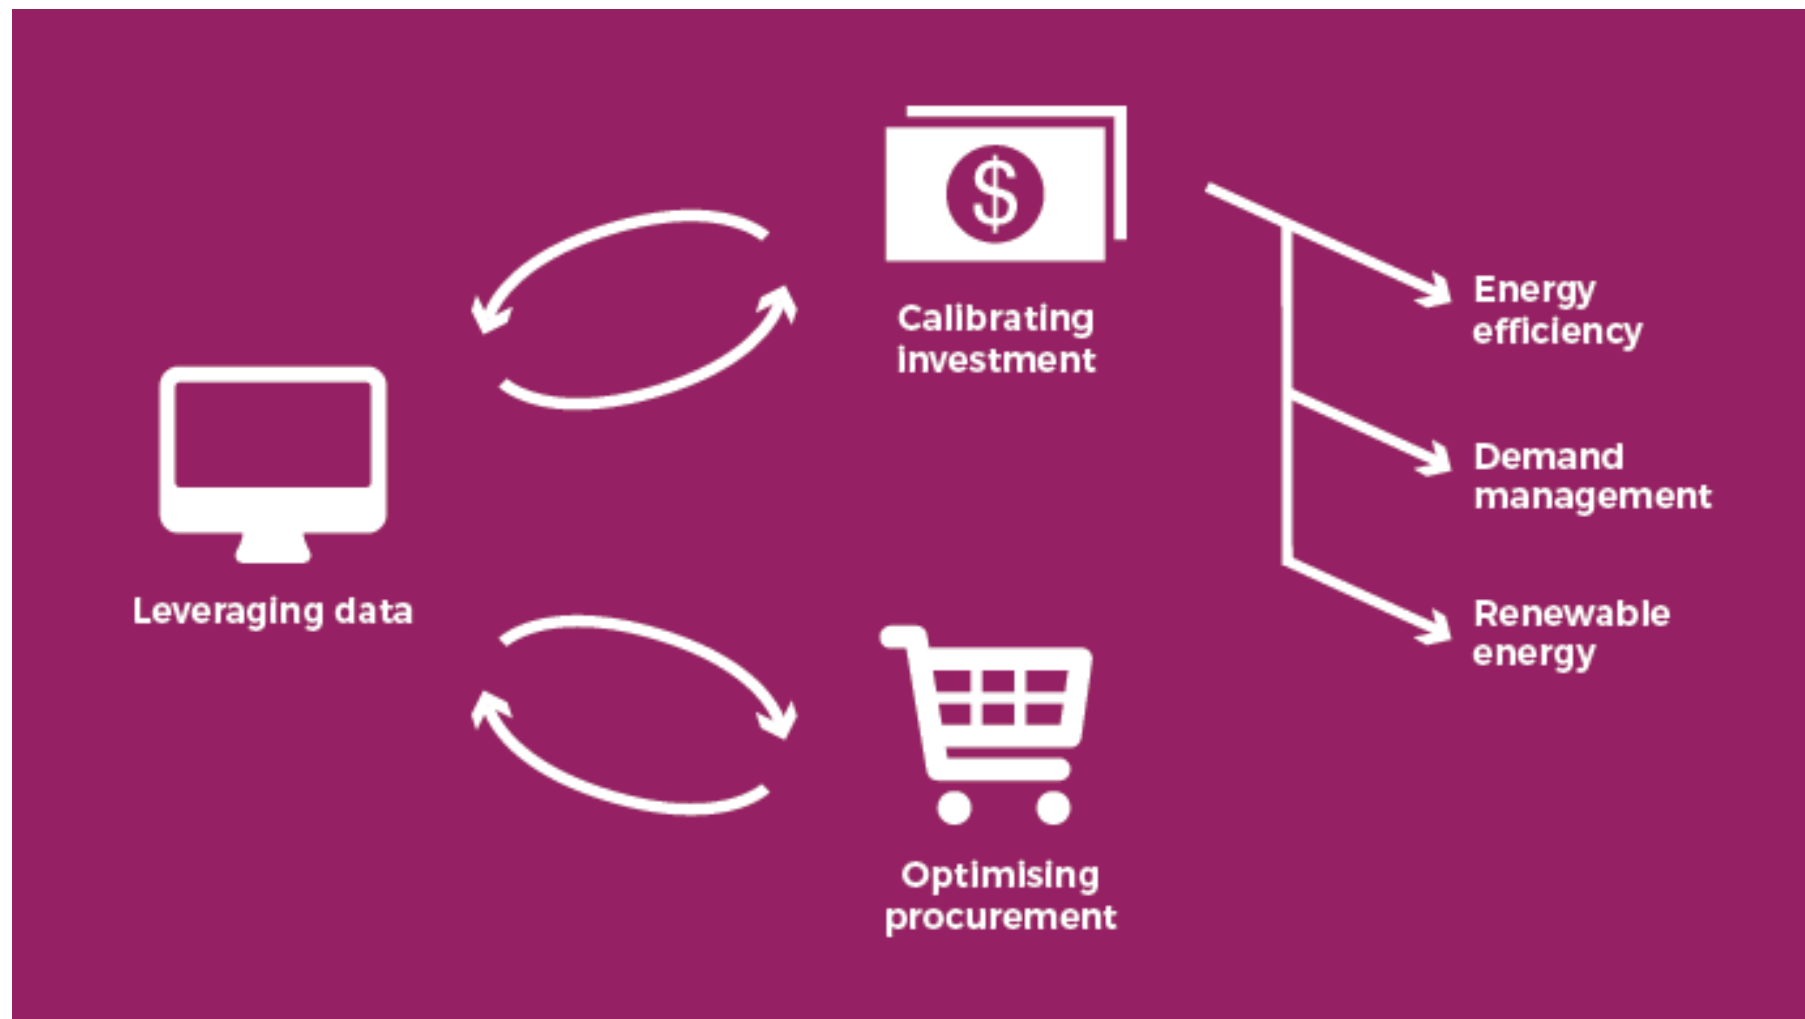 $
Calibrating
investment
Energy
efficiency
Demand
management
Leveraging data
Renewable
energy
Optimising
procurement